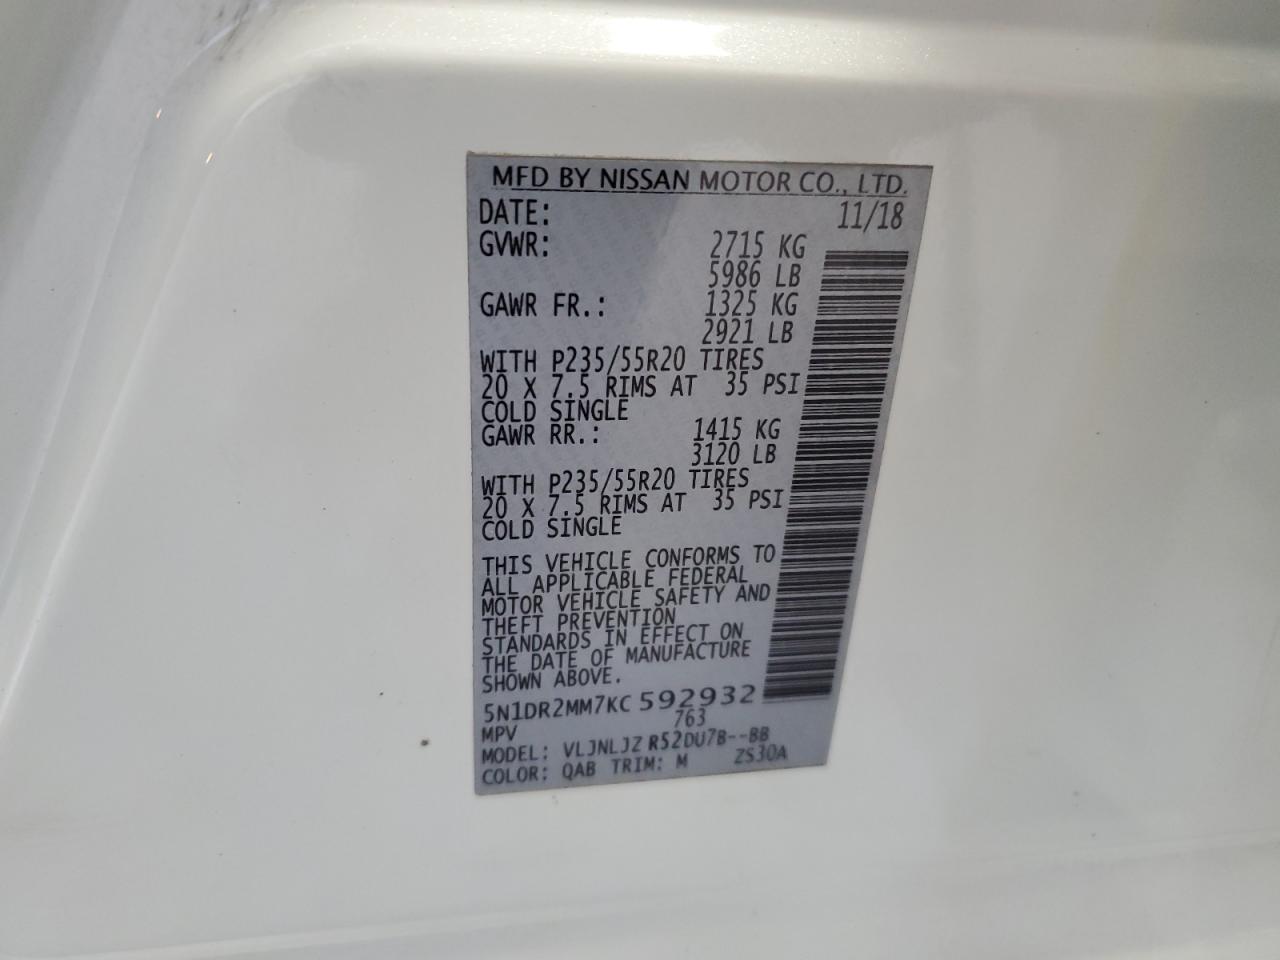 MFD BY NISSAN MOTOR CO., LTD.
DATE: 11/18
GVWR: 2715 KG
5986 LB
GAWR FR.: 1325 KG
2921 LB
WITH P235/55R20 TIRES
20 X 7.5 RIMS AT 35 PSI
COLD SINGLE
GAWR RR.: 1415 KG
3120 LB
WITH P235/55R20 TIRES
20 X 7.5 RIMS AT 35 PSI
COLD SINGLE
THIS VEHICLE CONFORMS TO
ALL APPLICABLE FEDERAL
MOTOR VEHICLE SAFETY AND
THEFT PREVENTION
STANDARDS IN EFFECT ON
THE DATE OF MANUFACTURE
SHOWN ABOVE.
5N1DR2MM7KC 592932
MPV 763
MODEL: VLJNLJZ R52DU7B--BB
COLOR: QAB TRIM: M ZS30A